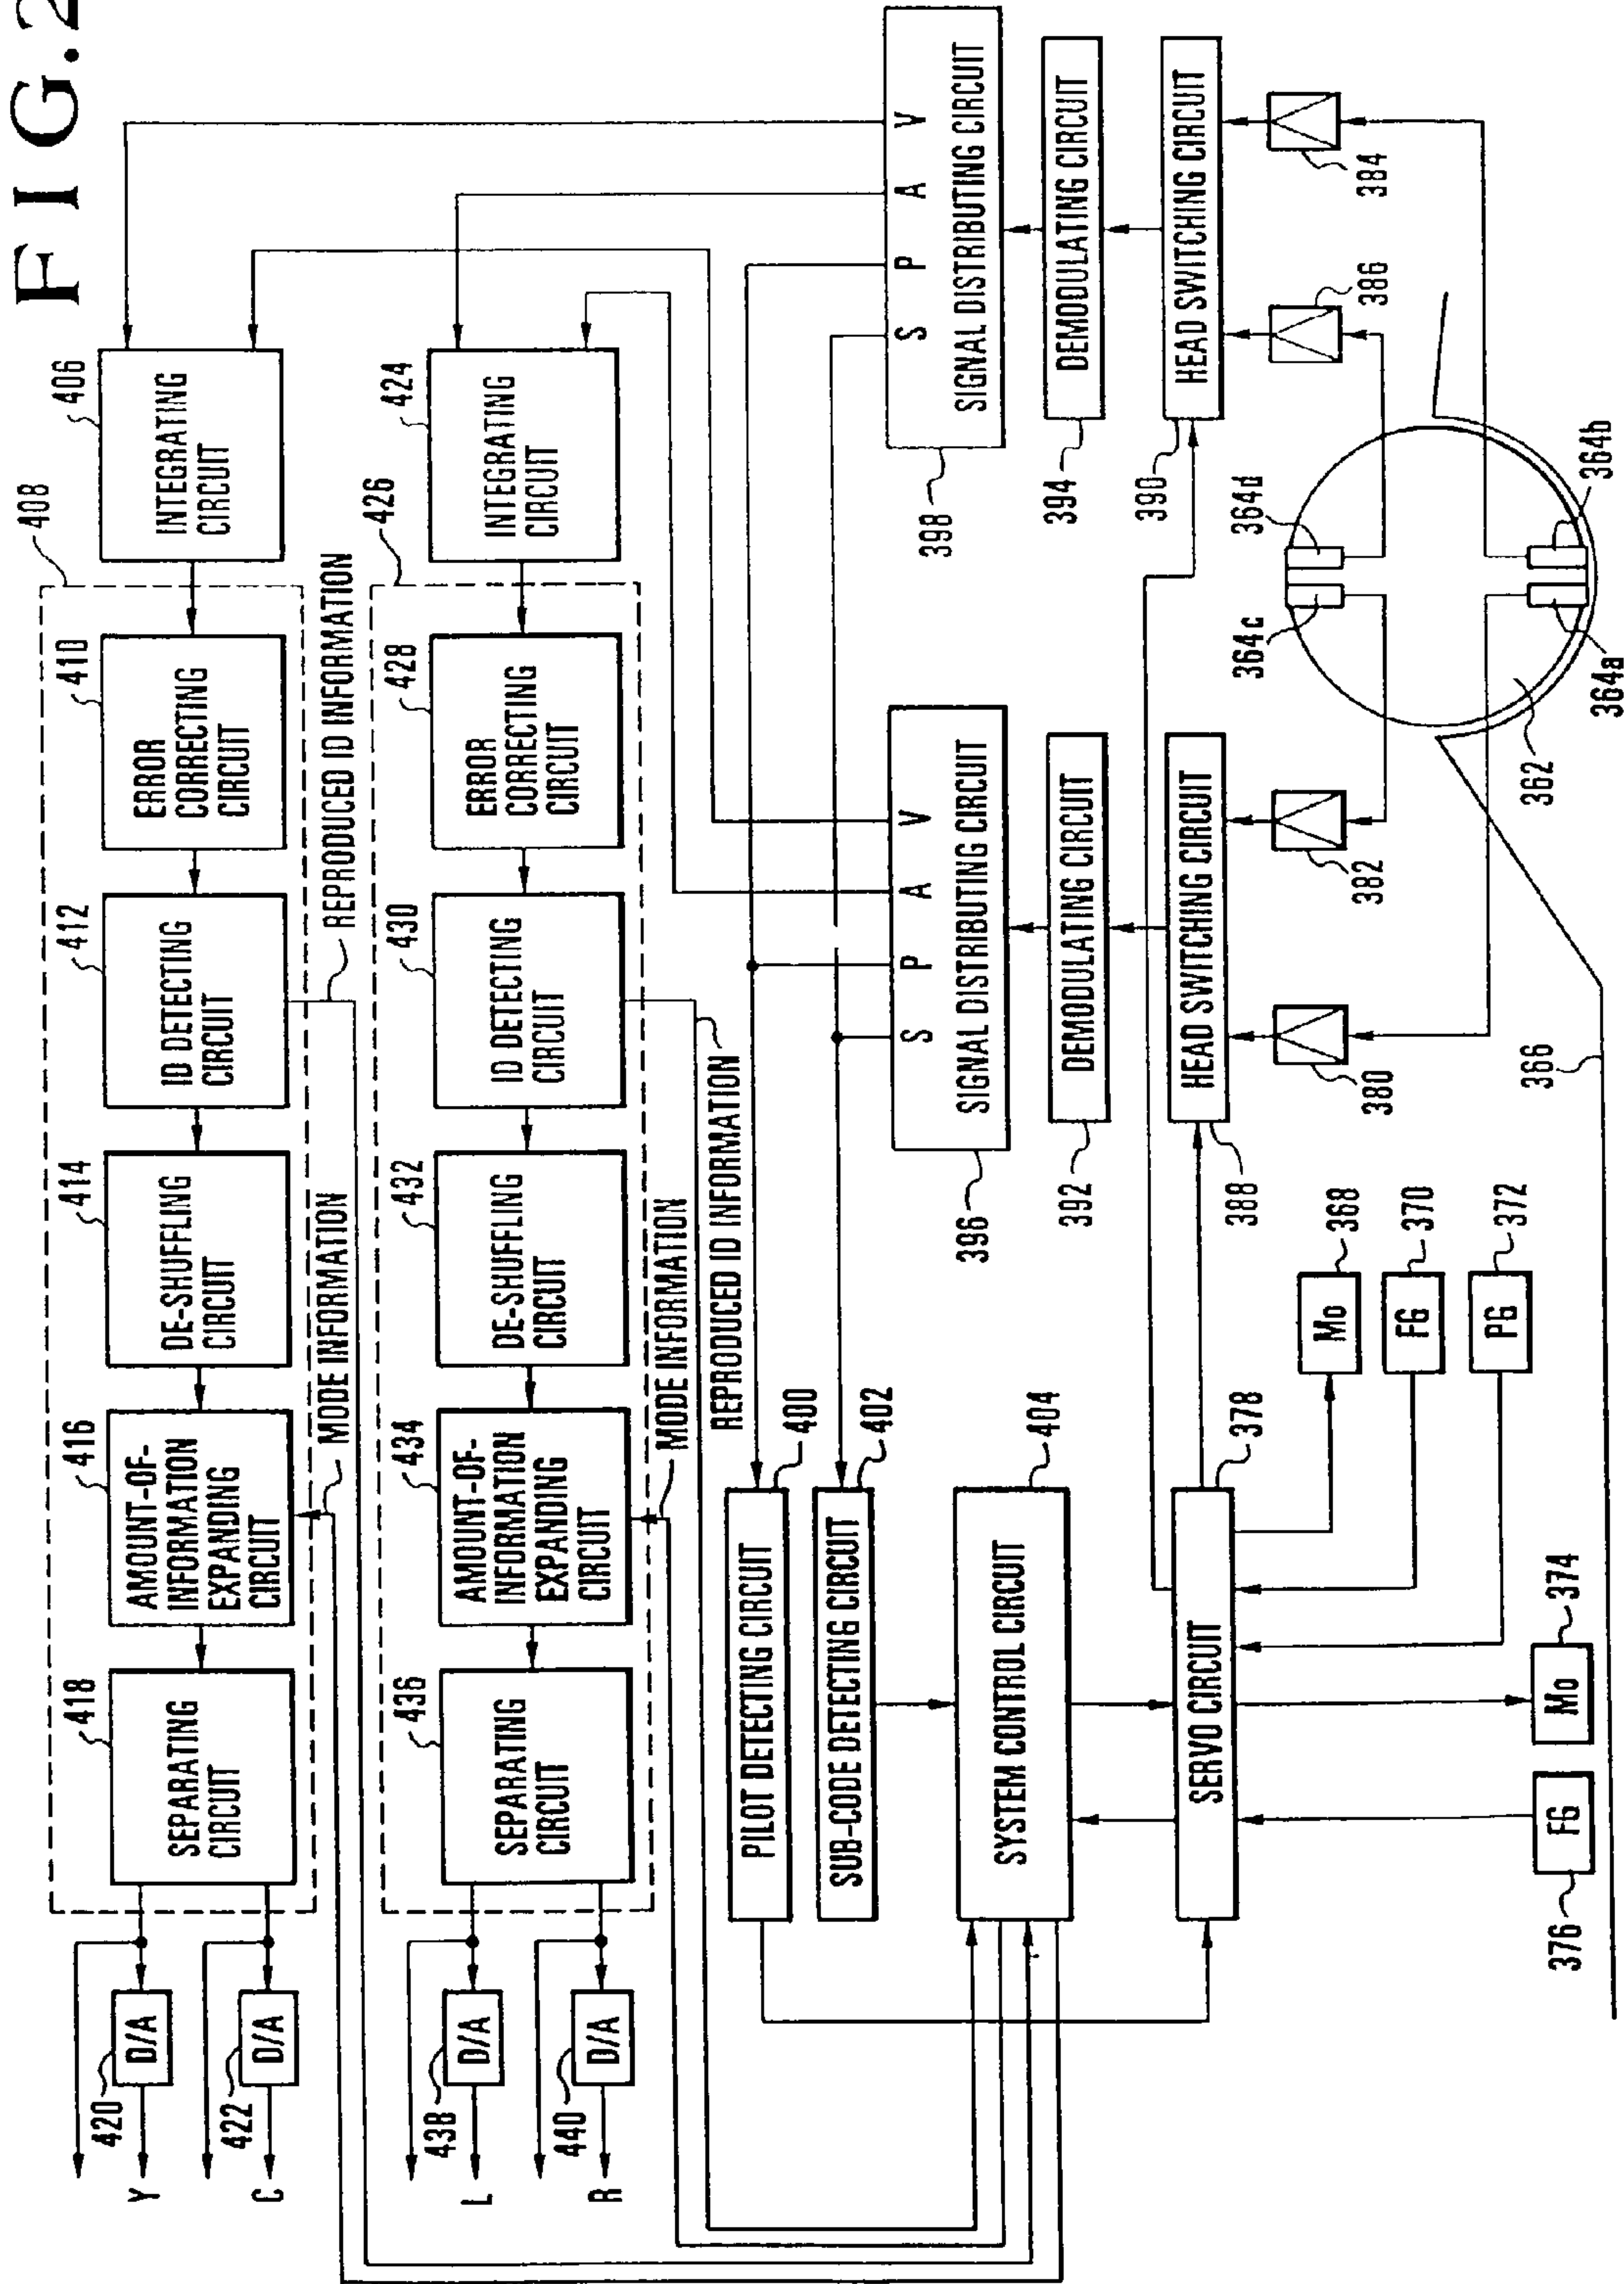 FIG.2
408
406
INTEGRATING
CIRCUIT
410
ERROR
CORRECTING
CIRCUIT
412
ID DETECTING
CIRCUIT
414
DE-SHUFFLING
CIRCUIT
416
AMOUNT-OF-
INFORMATION
EXPANDING
CIRCUIT
418
SEPARATING
CIRCUIT
420
D/A
Y
422
D/A
C
REPRODUCED ID INFORMATION
MODE INFORMATION
426
424
INTEGRATING
CIRCUIT
428
ERROR
CORRECTING
CIRCUIT
430
ID DETECTING
CIRCUIT
432
DE-SHUFFLING
CIRCUIT
434
AMOUNT-OF-
INFORMATION
EXPANDING
CIRCUIT
436
SEPARATING
CIRCUIT
438
D/A
L
440
D/A
R
MODE INFORMATION
REPRODUCED ID INFORMATION
PILOT DETECTING CIRCUIT
400
SUB-CODE DETECTING CIRCUIT
402
SYSTEM CONTROL CIRCUIT
404
SERVO CIRCUIT
378
S P A V
SIGNAL DISTRIBUTING CIRCUIT
396
DEMODULATING CIRCUIT
392
HEAD SWITCHING CIRCUIT
388
S P A V
SIGNAL DISTRIBUTING CIRCUIT
398
DEMODULATING CIRCUIT
394
HEAD SWITCHING CIRCUIT
390
380
382
386
384
364c
364d
364a
364b
362
366
Mo
368
FG
370
PG
372
Mo
374
FG
376